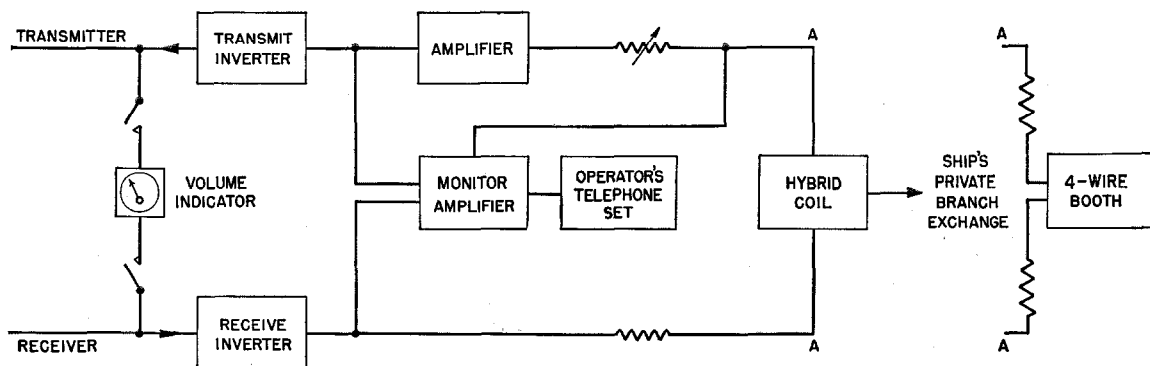 TRANSMITTER
TRANSMIT
INVERTER
AMPLIFIER
A
A
VOLUME
INDICATOR
MONITOR
AMPLIFIER
OPERATOR'S
TELEPHONE
SET
HYBRID
COIL
SHIP'S
PRIVATE
BRANCH
EXCHANGE
4-WIRE
BOOTH
RECEIVER
RECEIVE
INVERTER
A
A